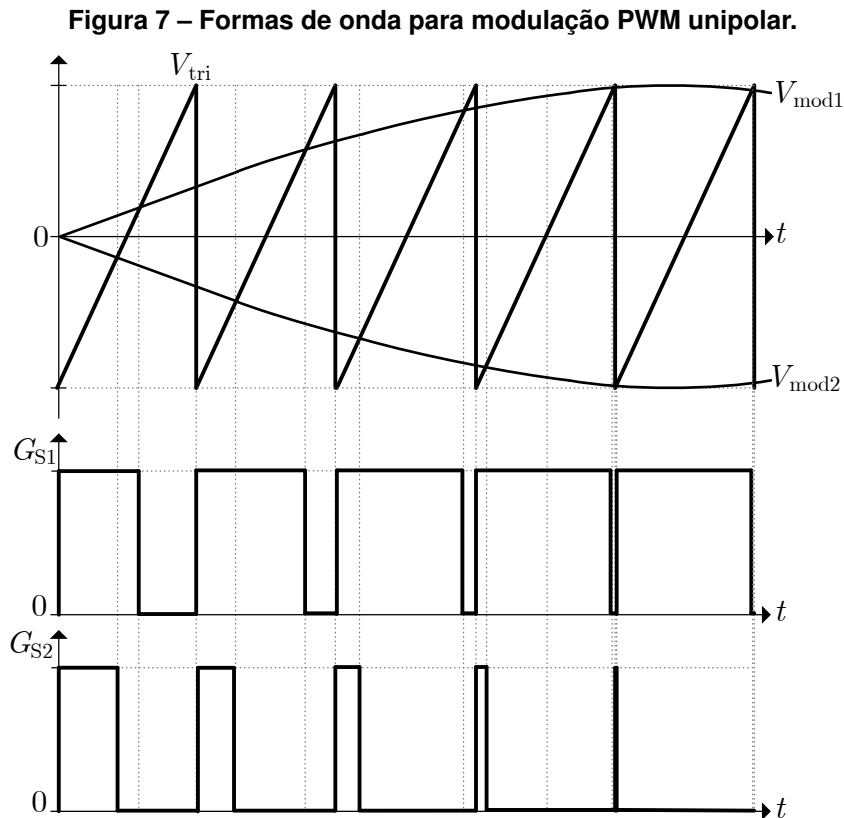 Figura 7 – Formas de onda para modulação PWM unipolar.
V_tri
V_mod1
0
t
V_mod2
G_S1
0
t
G_S2
0
t